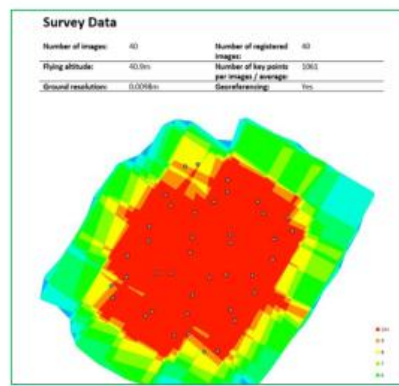 Survey Data
Number of images: 40 Number of registered images: 40
Flying altitude: 40.9m Number of key points per images / average: 1061
Ground resolution: 0.0098m Georeferencing: Yes